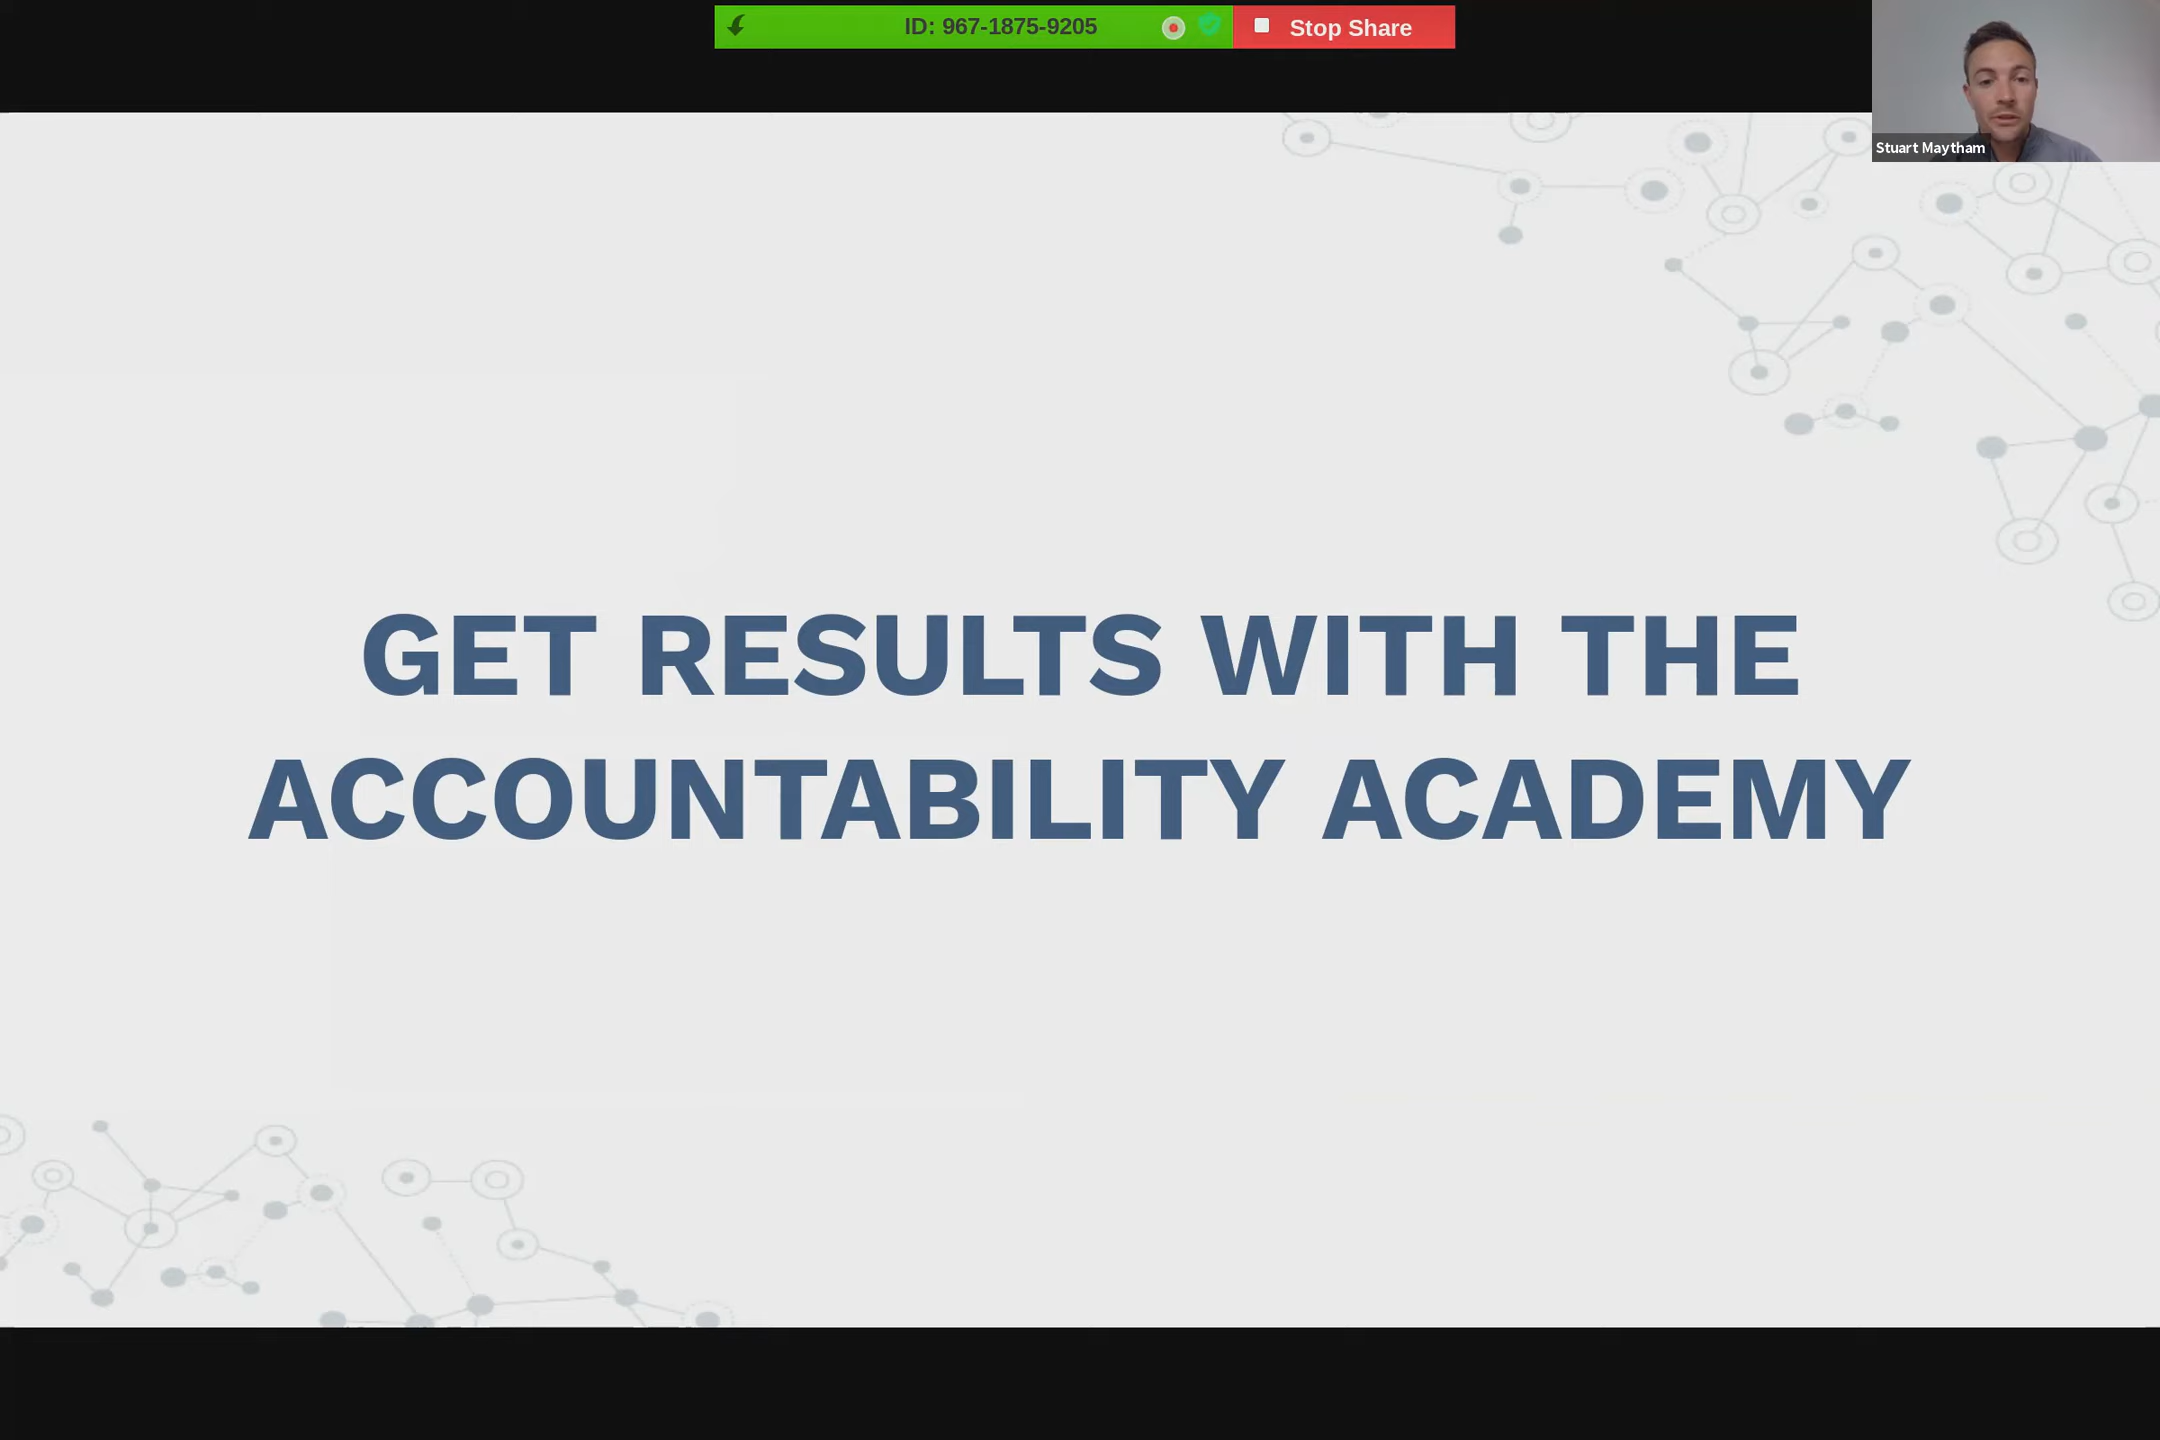 ID: 967-1875-9205
Stop Share
Stuart Maytham
GET RESULTS WITH THE
ACCOUNTABILITY ACADEMY